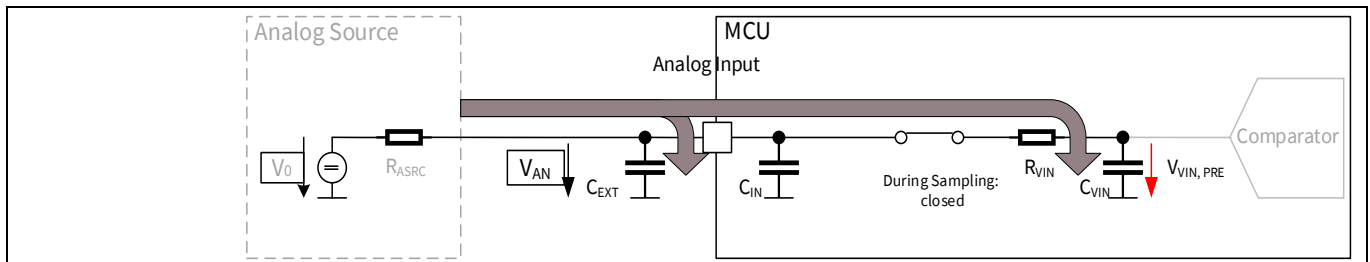 Analog Source
MCU
Analog Input
Comparator
V0
RASRC
VAN
CEXT
CIN
During Sampling:
closed
RVIN
CVIN
VVIN, PRE